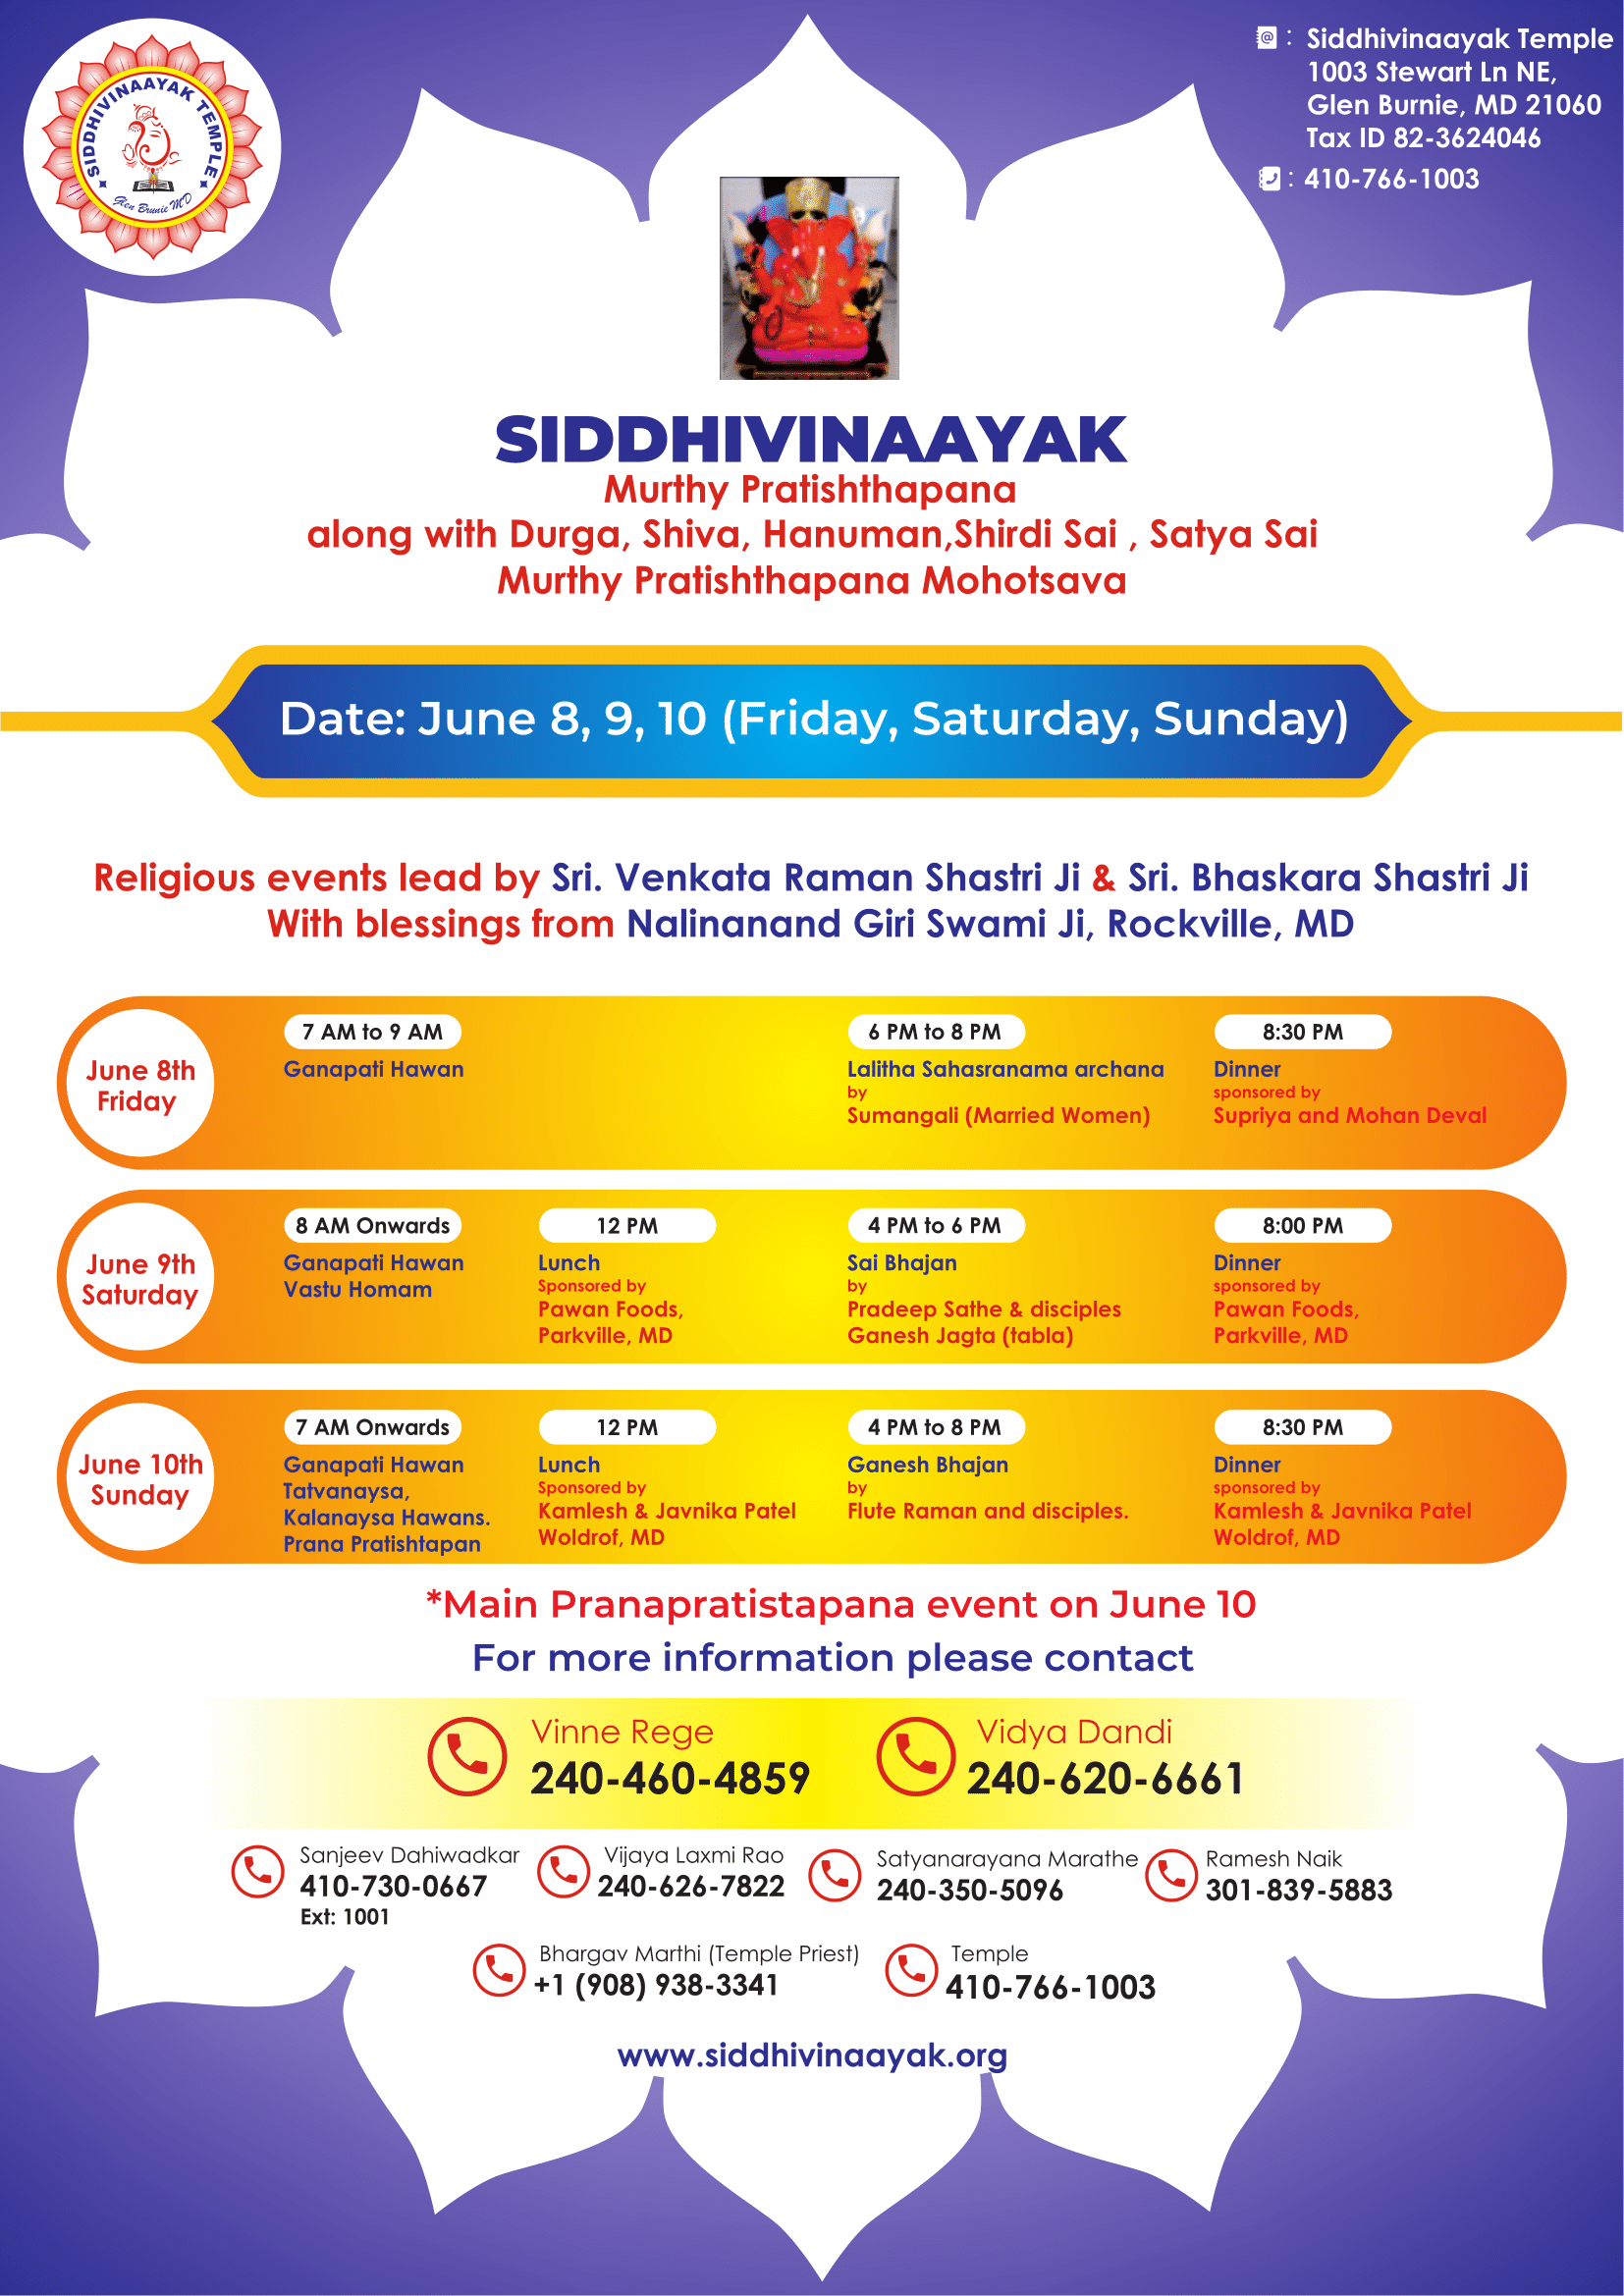 SIDDHIVINAAYAK TEMPLE
Glen Brunie MD
Siddhivinaayak Temple
1003 Stewart Ln NE,
Glen Burnie, MD 21060
Tax ID 82-3624046
: 410-766-1003
SIDDHIVINAAYAK
Murthy Pratishthapana
along with Durga, Shiva, Hanuman,Shirdi Sai , Satya Sai
Murthy Pratishthapana Mohotsava
Date: June 8, 9, 10 (Friday, Saturday, Sunday)
Religious events lead by Sri. Venkata Raman Shastri Ji & Sri. Bhaskara Shastri Ji
With blessings from Nalinanand Giri Swami Ji, Rockville, MD
June 8th
Friday
7 AM to 9 AM
Ganapati Hawan
6 PM to 8 PM
Lalitha Sahasranama archana
by
Sumangali (Married Women)
8:30 PM
Dinner
sponsored by
Supriya and Mohan Deval
June 9th
Saturday
8 AM Onwards
Ganapati Hawan
Vastu Homam
12 PM
Lunch
Sponsored by
Pawan Foods,
Parkville, MD
4 PM to 6 PM
Sai Bhajan
by
Pradeep Sathe & disciples
Ganesh Jagta (tabla)
8:00 PM
Dinner
sponsored by
Pawan Foods,
Parkville, MD
June 10th
Sunday
7 AM Onwards
Ganapati Hawan
Tatvanaysa,
Kalanaysa Hawans.
Prana Pratishtapan
12 PM
Lunch
Sponsored by
Kamlesh & Javnika Patel
Woldrof, MD
4 PM to 8 PM
Ganesh Bhajan
by
Flute Raman and disciples.
8:30 PM
Dinner
sponsored by
Kamlesh & Javnika Patel
Woldrof, MD
*Main Pranapratistapana event on June 10
For more information please contact
Vinne Rege
240-460-4859
Vidya Dandi
240-620-6661
Sanjeev Dahiwadkar
410-730-0667
Ext: 1001
Vijaya Laxmi Rao
240-626-7822
Satyanarayana Marathe
240-350-5096
Ramesh Naik
301-839-5883
Bhargav Marthi (Temple Priest)
+1 (908) 938-3341
Temple
410-766-1003
www.siddhivinaayak.org